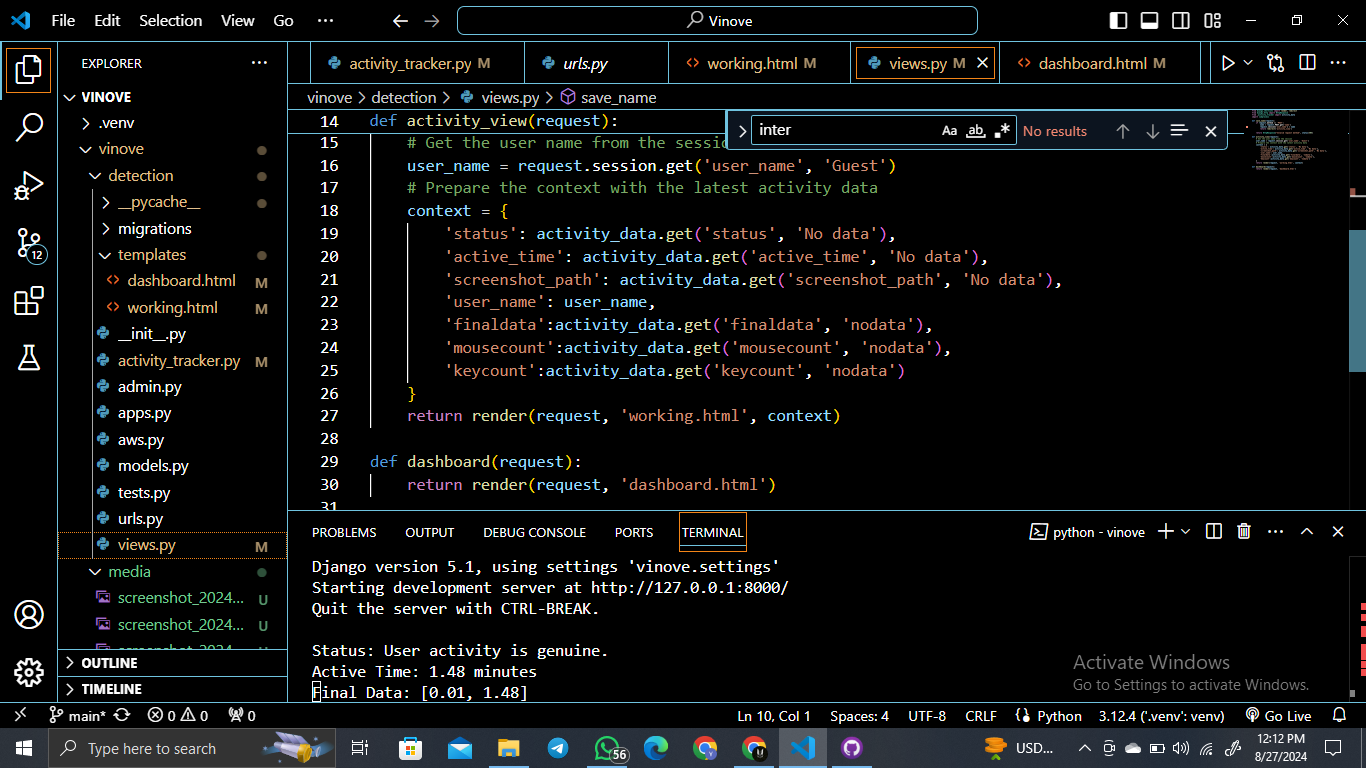 File Edit Selection View Go ··· Vinove
EXPLORER ···
VINOVE
.venv
vinove
detection
__pycache__
migrations
templates
dashboard.html M
working.html M
__init__.py
activity_tracker.py M
admin.py
apps.py
aws.py
models.py
tests.py
urls.py
views.py M
media
screenshot_2024... U
screenshot_2024... U
OUTLINE
TIMELINE
12
activity_tracker.py M urls.py working.html M views.py M dashboard.html M
vinove > detection > views.py > save_name
inter Aa ab No results
14 def activity_view(request):
15 # Get the user name from the sessi
16 user_name = request.session.get('user_name', 'Guest')
17 # Prepare the context with the latest activity data
18 context = {
19 'status': activity_data.get('status', 'No data'),
20 'active_time': activity_data.get('active_time', 'No data'),
21 'screenshot_path': activity_data.get('screenshot_path', 'No data'),
22 'user_name': user_name,
23 'finaldata':activity_data.get('finaldata', 'nodata'),
24 'mousecount':activity_data.get('mousecount', 'nodata'),
25 'keycount':activity_data.get('keycount', 'nodata')
26 }
27 return render(request, 'working.html', context)
28
29 def dashboard(request):
30 return render(request, 'dashboard.html')
31
PROBLEMS OUTPUT DEBUG CONSOLE PORTS TERMINAL python - vinove
Django version 5.1, using settings 'vinove.settings'
Starting development server at http://127.0.0.1:8000/
Quit the server with CTRL-BREAK.
Status: User activity is genuine.
Active Time: 1.48 minutes
Final Data: [0.01, 1.48]
Activate Windows
Go to Settings to activate Windows.
main* 0 0 0 Ln 10, Col 1 Spaces: 4 UTF-8 CRLF Python 3.12.4 ('.venv': venv) Go Live
Type here to search 56 USD... 12:12 PM
8/27/2024